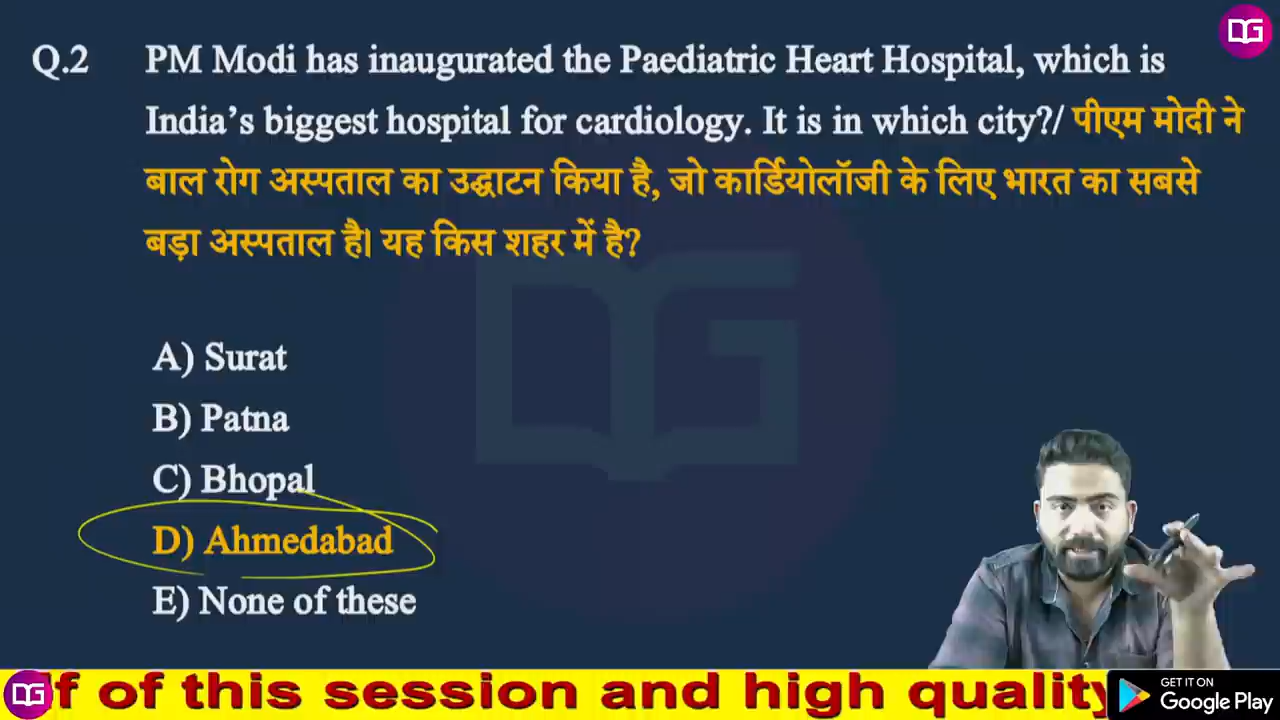 Q.2 PM Modi has inaugurated the Paediatric Heart Hospital, which is
India’s biggest hospital for cardiology. It is in which city?/ पीएम मोदी ने
बाल रोग अस्पताल का उद्घाटन किया है, जो कार्डियोलॉजी के लिए भारत का सबसे
बड़ा अस्पताल है। यह किस शहर में है?
A) Surat
B) Patna
C) Bhopal
D) Ahmedabad
E) None of these
lf of this session and high quality
GET IT ON
Google Play